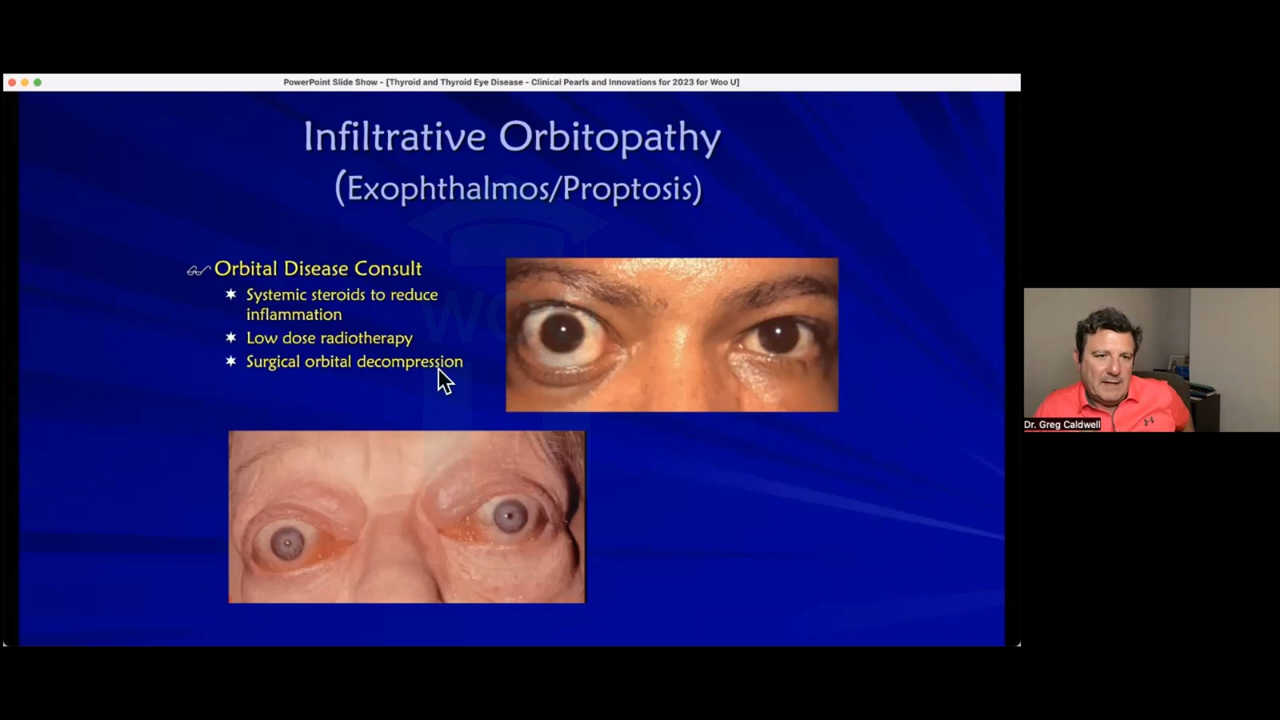 PowerPoint Slide Show - [Thyroid and Thyroid Eye Disease - Clinical Pearls and Innovations for 2023 for Woo U]
Infiltrative Orbitopathy
(Exophthalmos/Proptosis)
Orbital Disease Consult
Systemic steroids to reduce
inflammation
Low dose radiotherapy
Surgical orbital decompression
Dr. Greg Caldwell